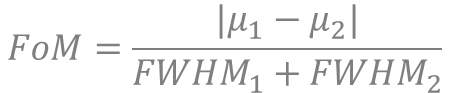 FoM = |μ₁ − μ₂| / (FWHM₁ + FWHM₂)